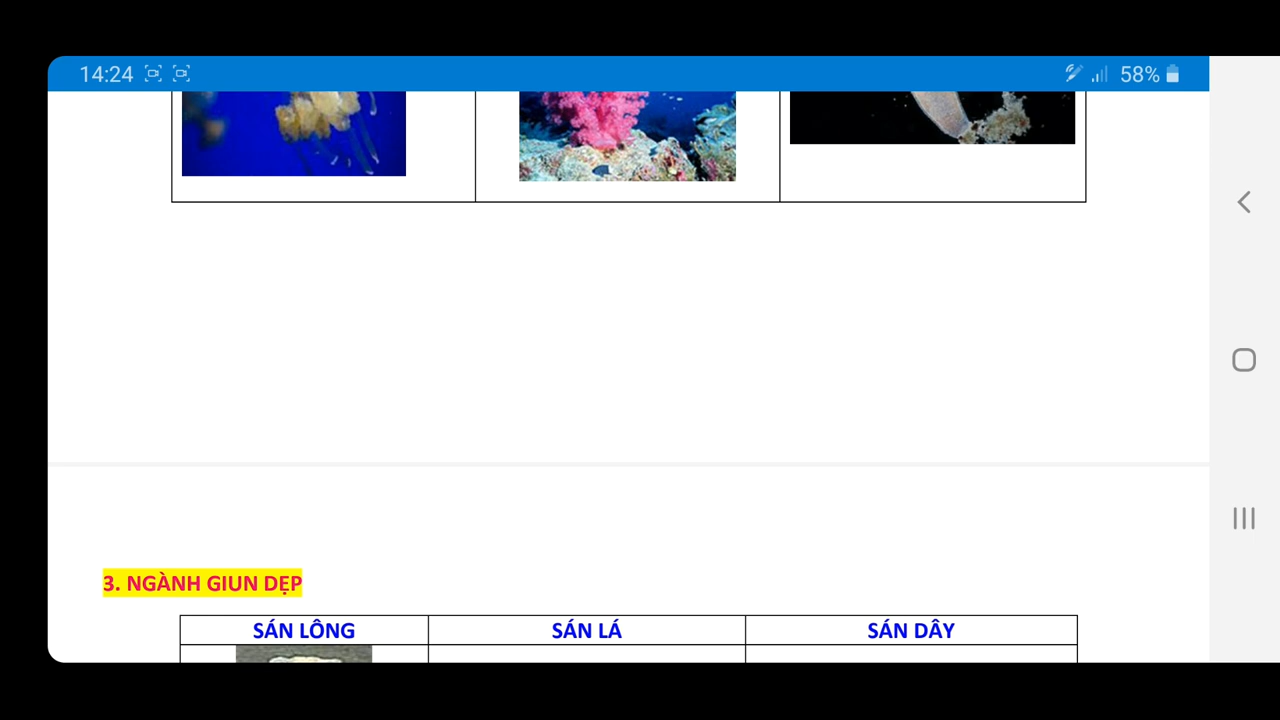 14:24 58%
3. NGÀNH GIUN DẸP
SÁN LÔNG SÁN LÁ SÁN DÂY